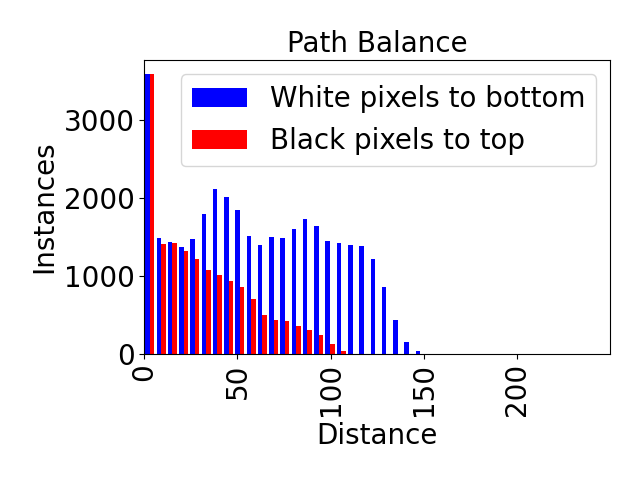 Path Balance
White pixels to bottom
Black pixels to top
Instances
3000
2000
1000
0
0
50
100
150
200
Distance